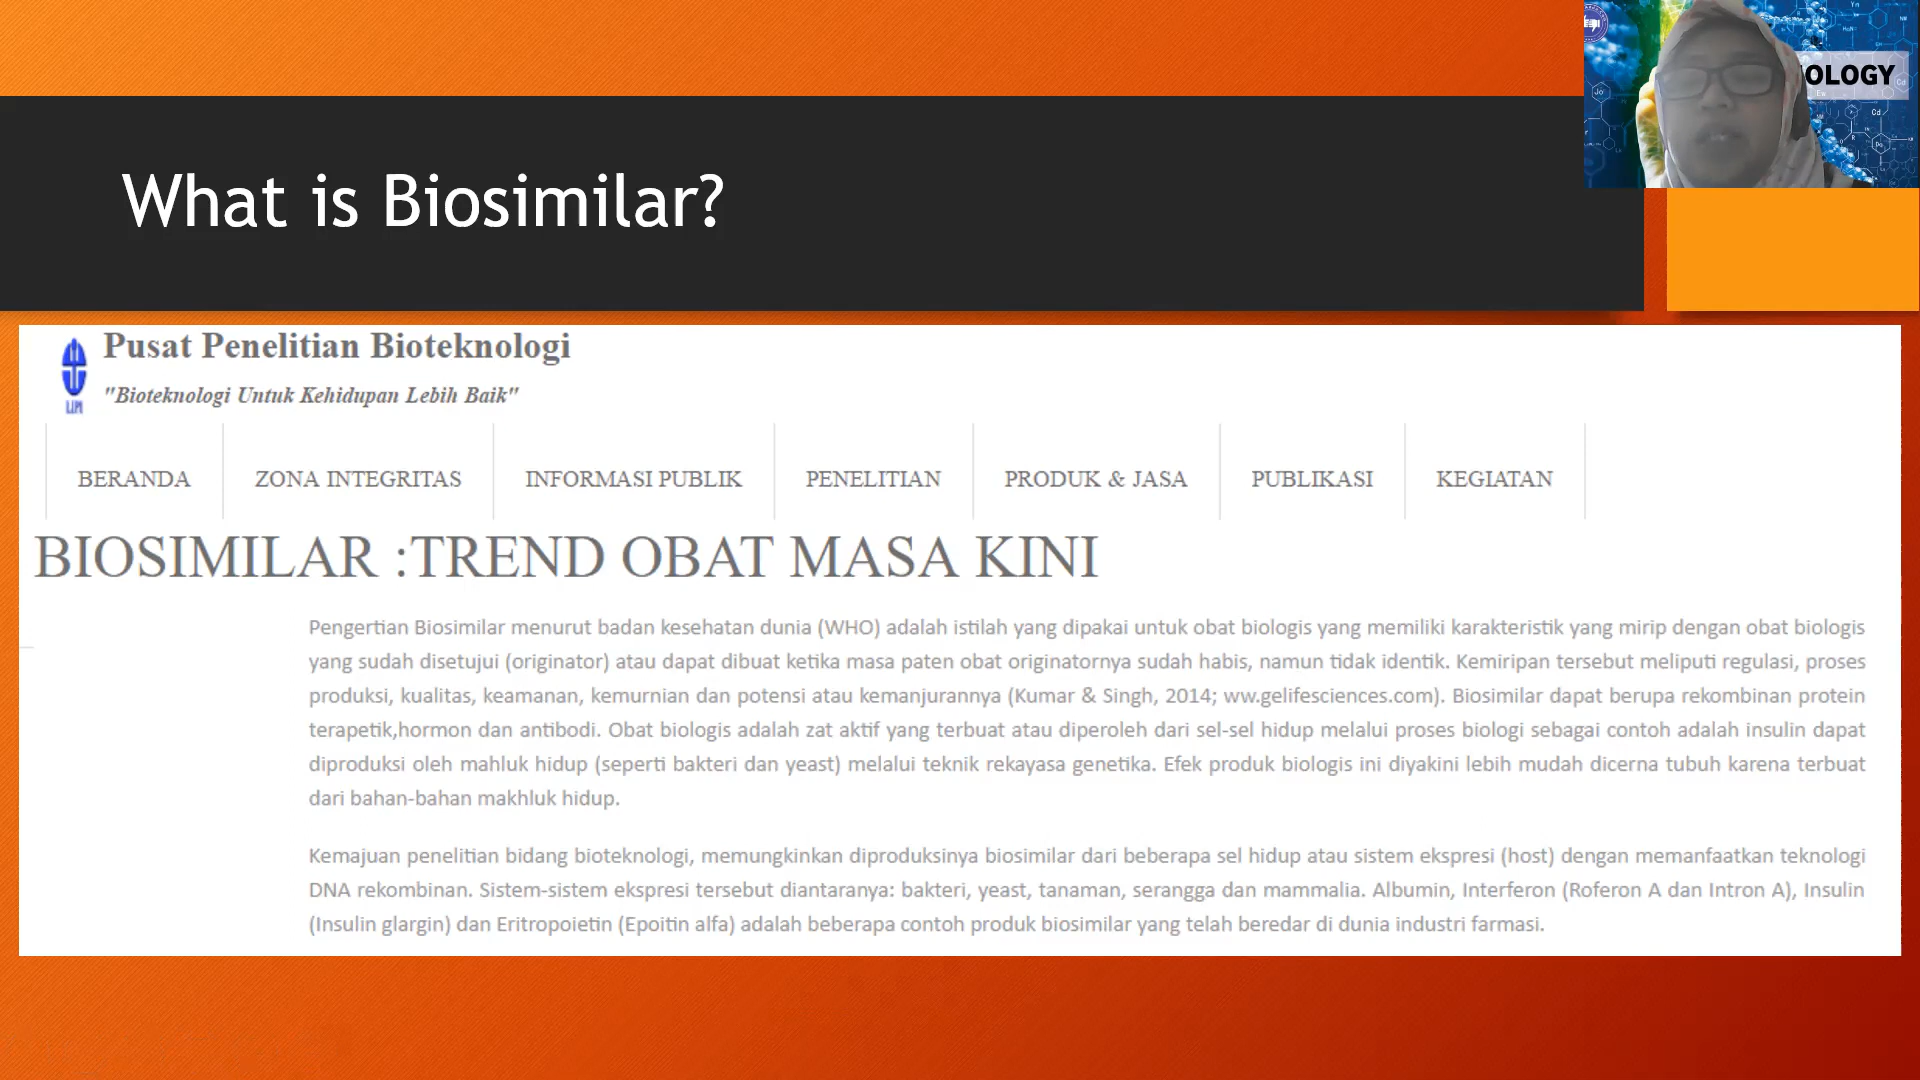 What is Biosimilar?
OLOGY
Pusat Penelitian Bioteknologi
"Bioteknologi Untuk Kehidupan Lebih Baik"
LIPI
BERANDA ZONA INTEGRITAS INFORMASI PUBLIK PENELITIAN PRODUK & JASA PUBLIKASI KEGIATAN
BIOSIMILAR :TREND OBAT MASA KINI
Pengertian Biosimilar menurut badan kesehatan dunia (WHO) adalah istilah yang dipakai untuk obat biologis yang memiliki karakteristik yang mirip dengan obat biologis
yang sudah disetujui (originator) atau dapat dibuat ketika masa paten obat originatornya sudah habis, namun tidak identik. Kemiripan tersebut meliputi regulasi, proses
produksi, kualitas, keamanan, kemurnian dan potensi atau kemanjurannya (Kumar & Singh, 2014; ww.gelifesciences.com). Biosimilar dapat berupa rekombinan protein
terapetik,hormon dan antibodi. Obat biologis adalah zat aktif yang terbuat atau diperoleh dari sel-sel hidup melalui proses biologi sebagai contoh adalah insulin dapat
diproduksi oleh mahluk hidup (seperti bakteri dan yeast) melalui teknik rekayasa genetika. Efek produk biologis ini diyakini lebih mudah dicerna tubuh karena terbuat
dari bahan-bahan makhluk hidup.
Kemajuan penelitian bidang bioteknologi, memungkinkan diproduksinya biosimilar dari beberapa sel hidup atau sistem ekspresi (host) dengan memanfaatkan teknologi
DNA rekombinan. Sistem-sistem ekspresi tersebut diantaranya: bakteri, yeast, tanaman, serangga dan mammalia. Albumin, Interferon (Roferon A dan Intron A), Insulin
(Insulin glargin) dan Eritropoietin (Epoitin alfa) adalah beberapa contoh produk biosimilar yang telah beredar di dunia industri farmasi.